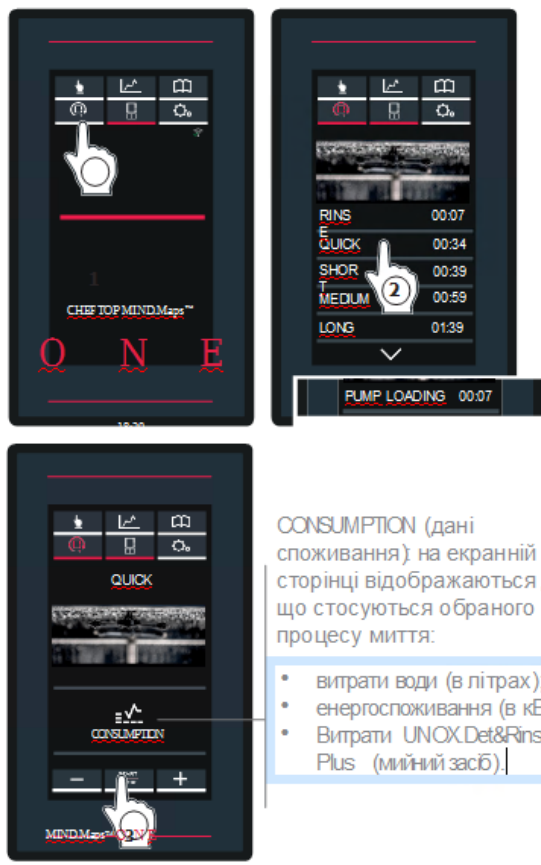 1
CHEF TOP MIND.Maps™
O N E
RINS
E
00:07
QUICK 00:34
SHOR
T
00:39
2
MEDIUM 00:59
LONG 01:39
PUMP LOADING 00:07
QUICK
CONSUMPTION
− +
MIND.Maps™ ONE
3
CONSUMPTION (дані
споживання): на екранній
сторінці відображаються
що стосуються обраного
процесу миття:
• витрати води (в літрах)
• енергоспоживання (в кВ
• Витрати UNOX.Det&Rins
Plus (мийний засіб).